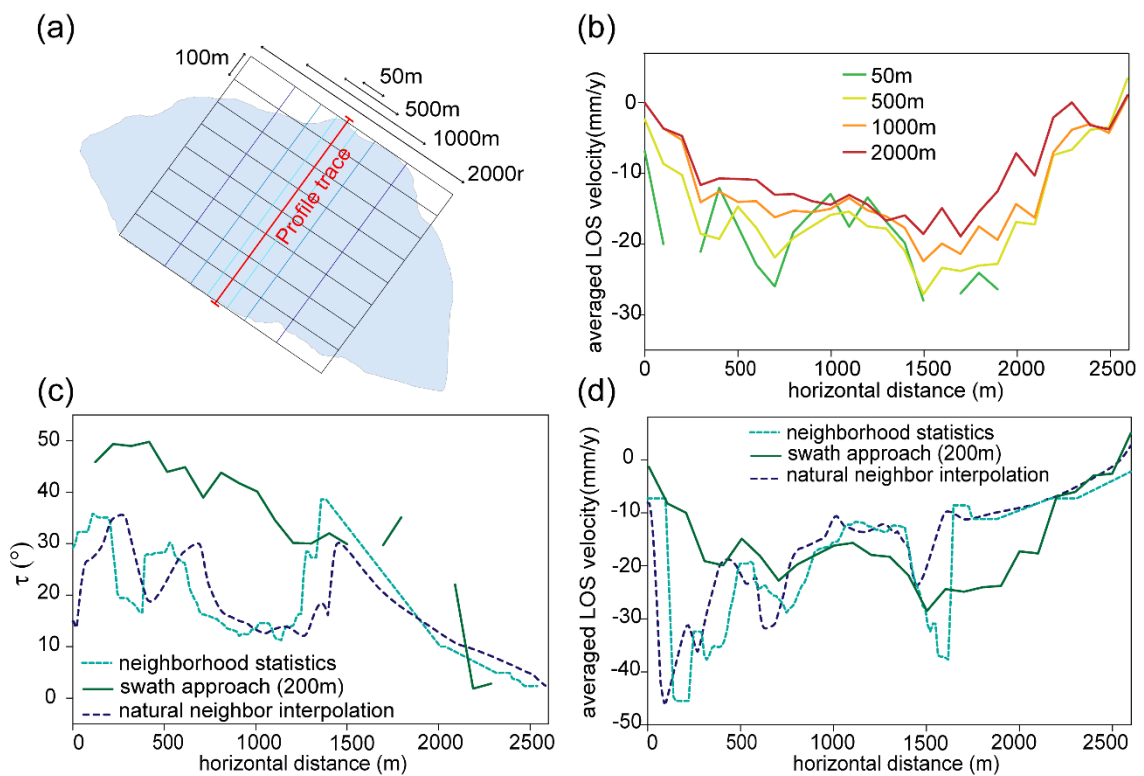 (a)
100m
50m
500m
1000m
2000r
Profile trace
(b)
averaged LOS velocity(mm/y)
0
-10
-20
-30
50m
500m
1000m
2000m
0
500
1000
1500
2000
2500
horizontal distance (m)
(c)
τ (°)
50
40
30
20
10
0
neighborhood statistics
swath approach (200m)
natural neighbor interpolation
0
500
1000
1500
2000
2500
horizontal distance (m)
(d)
averaged LOS velocity(mm/y)
0
-10
-20
-30
-40
-50
neighborhood statistics
swath approach (200m)
natural neighbor interpolation
0
500
1000
1500
2000
2500
horizontal distance (m)